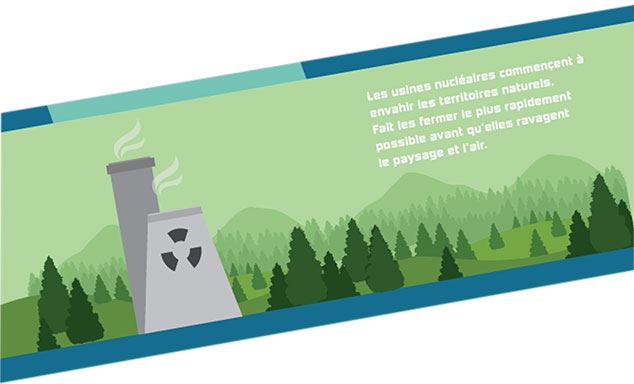 Les usines nucléaires commençent à
envahir les territoires naturels.
Fait les fermer le plus rapidement
possible avant qu'elles ravagent
le paysage et l'air.